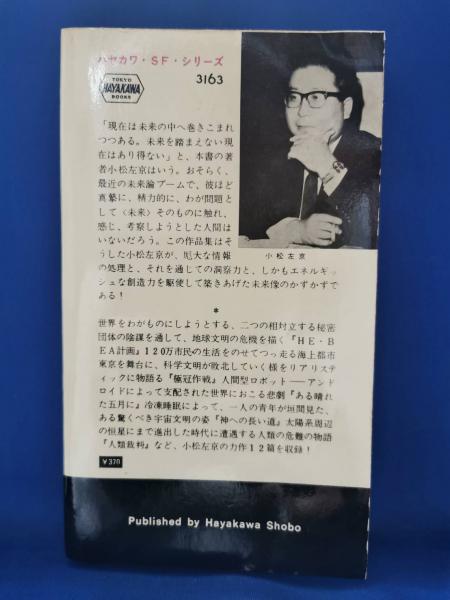 ハヤカワ・SF・シリーズ
TOKYO
HAYAKAWA
BOOKS
3163
「現在は未来の中へ巻きこまれ
つつある。未来を踏まえない現
在はあり得ない」と、本書の著
者小松左京はいう。おそらく、
最近の未来論ブームで、彼ほど
真摯に、精力的に、わが問題と
して〈未来〉そのものに触れ、
感じ、考察しようとした人間は
いないだろう。この作品集はそ
うした小松左京が、厖大な情報
の処理と、それを通しての洞察力と、しかもエネルギッ
シュな創造力を駆使して築きあげた未来像のかずかずで
ある!
小松左京
*
世界をわがものにしようとする、二つの相対立する秘密
団体の陰謀を通して、地球文明の危機を描く『HE・B
EA計画』120万市民の生活をのせてつっ走る海上都市
東京を舞台に、科学文明が敗北していく様をリアリステ
ィックに物語る『極冠作戦』人間型ロボット——アンド
ロイドによって支配された世界におこる悲劇『ある晴れ
た五月に』冷凍睡眠によって、一人の青年が垣間見た、
ある驚くべき宇宙文明の姿『神への長い道』太陽系周辺
の恒星にまで進出した時代に遭遇する人類の危難の物語
『人類裁判』など、小松左京の力作12篇を収録!
¥370
Published by Hayakawa Shobo